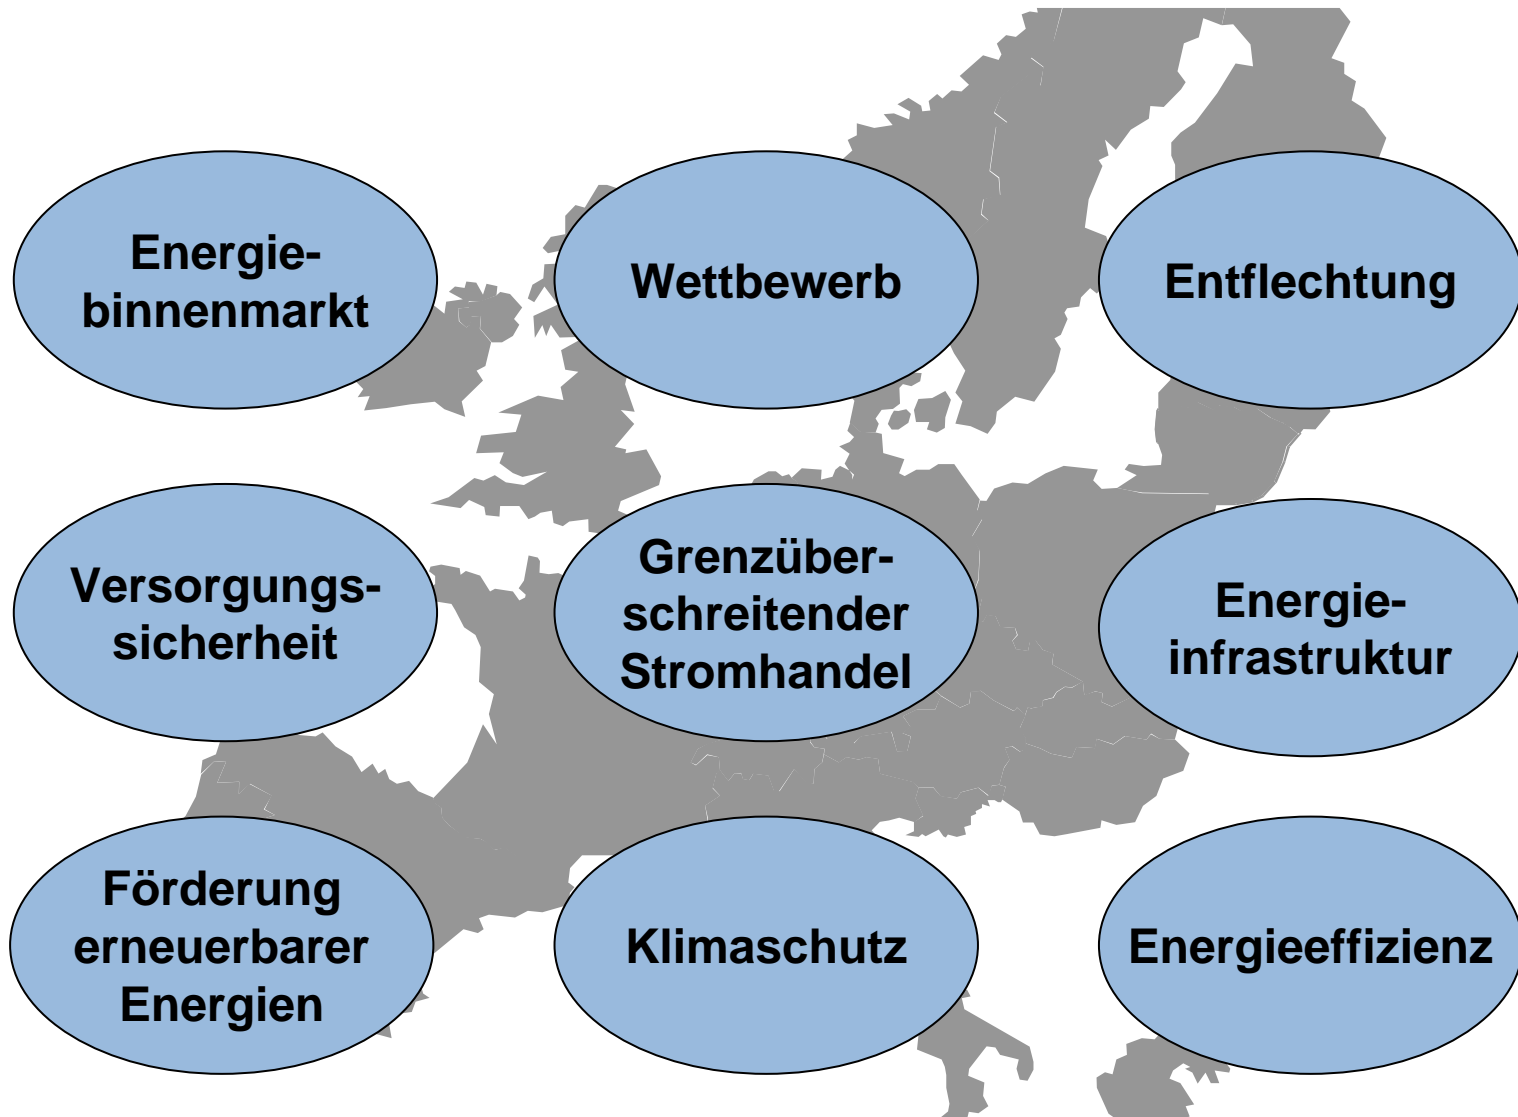 Energie-
binnenmarkt
Wettbewerb
Entflechtung
Versorgungs-
sicherheit
Grenzüber-
schreitender
Stromhandel
Energie-
infrastruktur
Förderung
erneuerbarer
Energien
Klimaschutz
Energieeffizienz